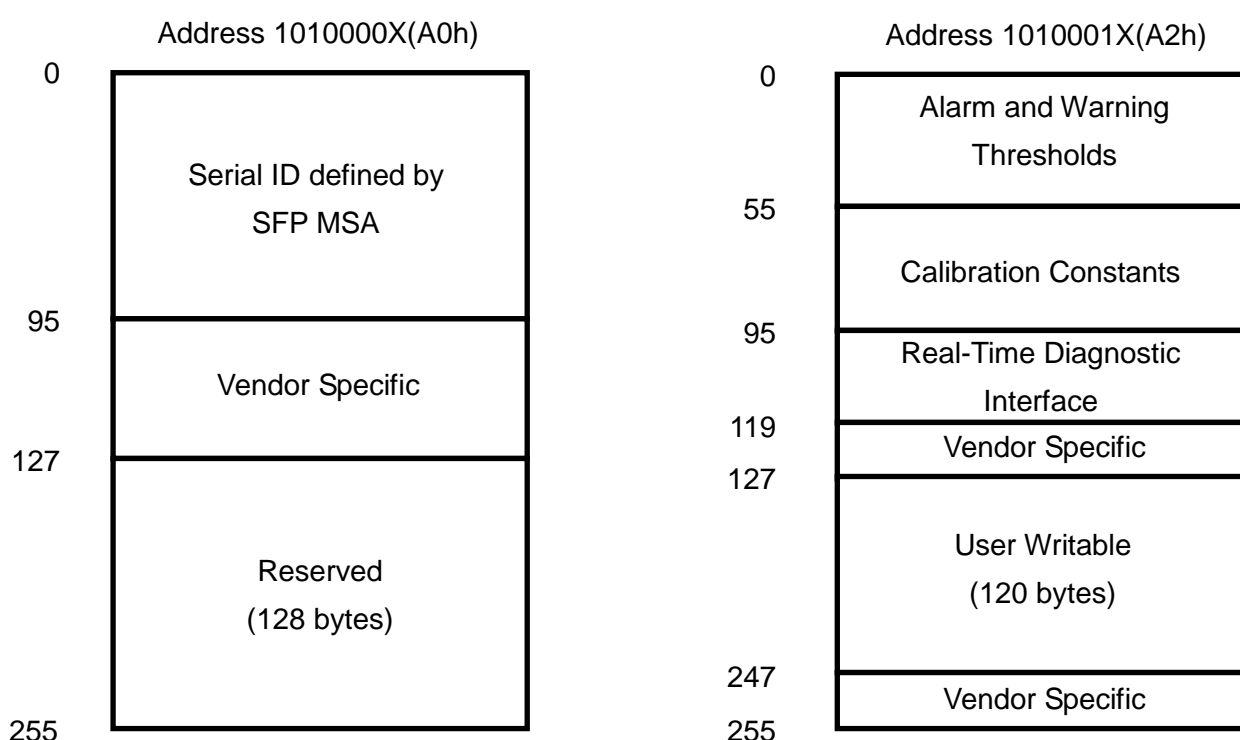 Address 1010000X(A0h)
0
Serial ID defined by
SFP MSA
95
Vendor Specific
127
Reserved
(128 bytes)
255
Address 1010001X(A2h)
0
Alarm and Warning
Thresholds
55
Calibration Constants
95
Real-Time Diagnostic
Interface
119
Vendor Specific
127
User Writable
(120 bytes)
247
Vendor Specific
255